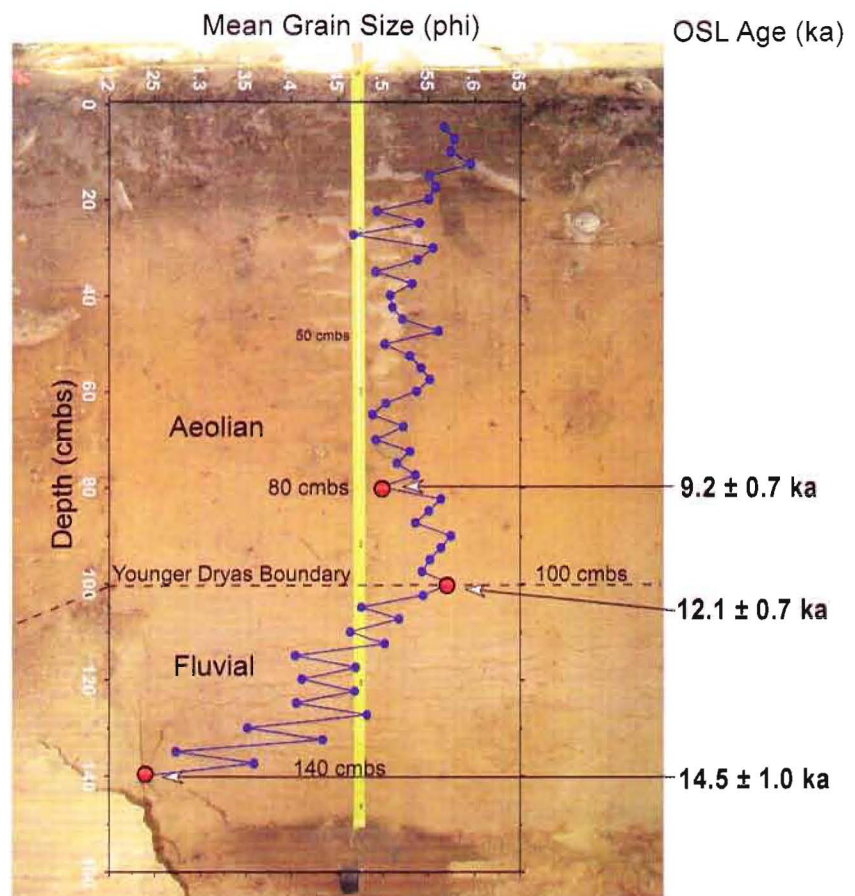 Mean Grain Size (phi)
OSL Age (ka)
1.2 1.25 1.3 1.35 1.4 1.45 1.5 1.55 1.6 1.65
0
20
40
50 cmbs
60
Depth (cmbs)
Aeolian
80 cmbs
80
9.2 ± 0.7 ka
Younger Dryas Boundary
100 cmbs
100
12.1 ± 0.7 ka
Fluvial
120
140 cmbs
140
14.5 ± 1.0 ka
160